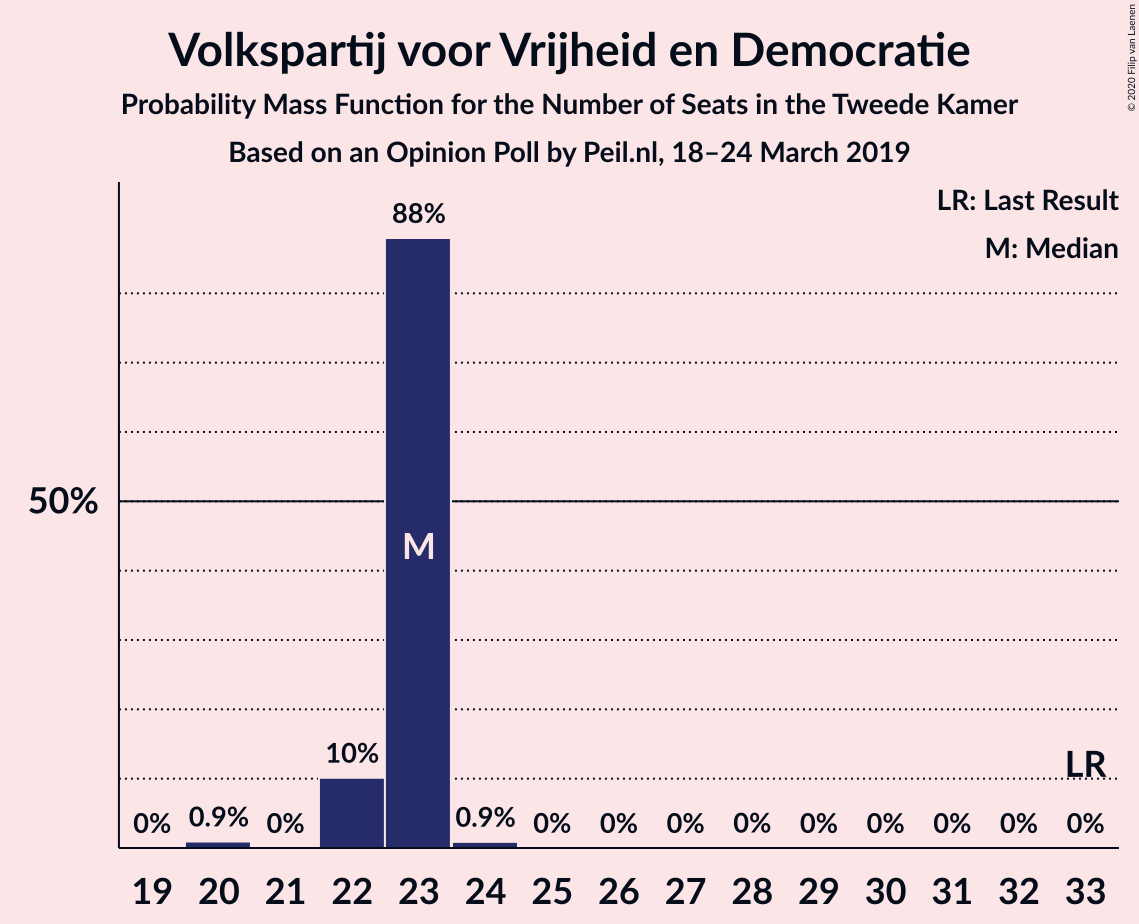 Volkspartij voor Vrijheid en Democratie
Probability Mass Function for the Number of Seats in the Tweede Kamer
Based on an Opinion Poll by Peil.nl, 18–24 March 2019
© 2020 Filip van Laenen
LR: Last Result
M: Median
88%
50%
M
10%
LR
0% 0.9% 0% 0.9% 0% 0% 0% 0% 0% 0% 0% 0% 0%
19 20 21 22 23 24 25 26 27 28 29 30 31 32 33